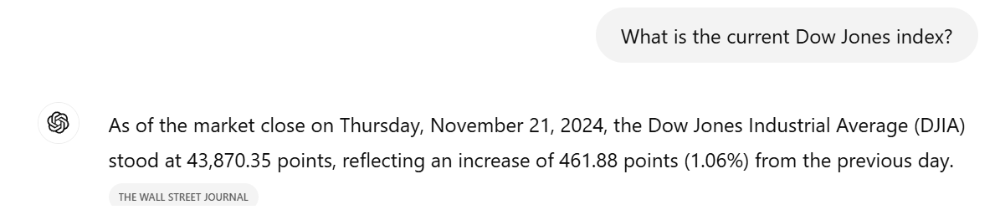 What is the current Dow Jones index?
As of the market close on Thursday, November 21, 2024, the Dow Jones Industrial Average (DJIA)
stood at 43,870.35 points, reflecting an increase of 461.88 points (1.06%) from the previous day.
THE WALL STREET JOURNAL